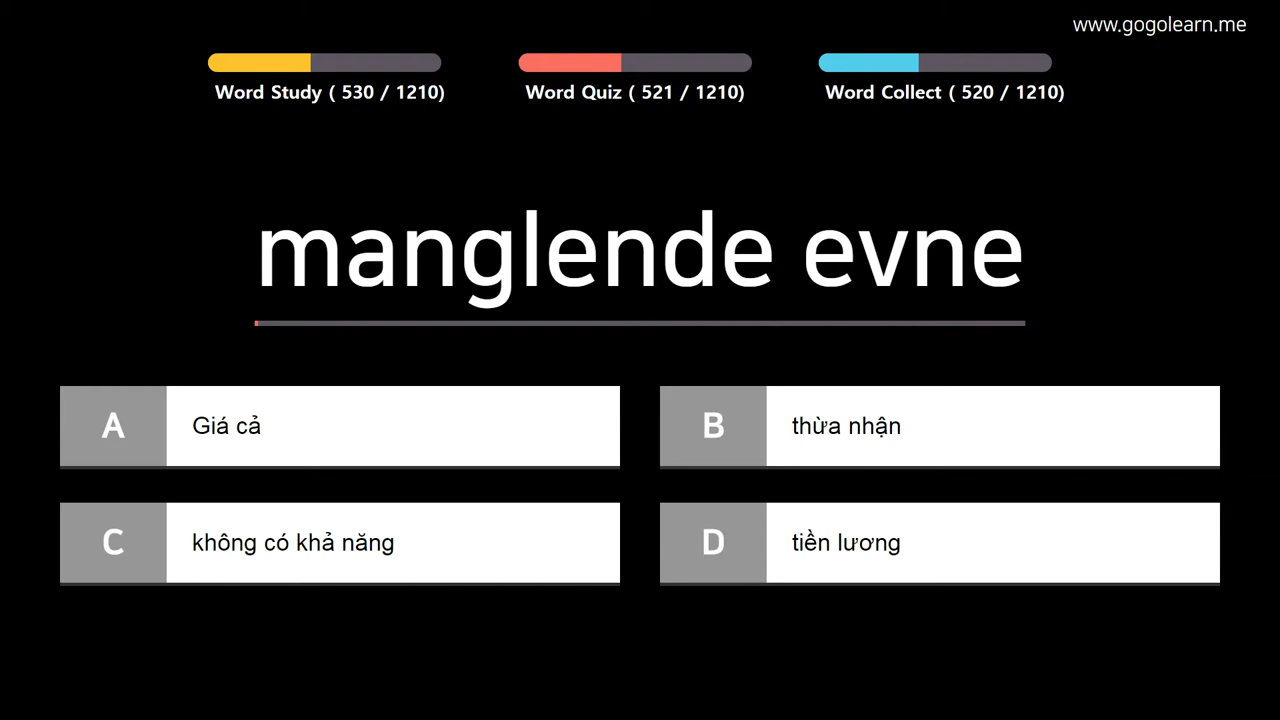 www.gogolearn.me
Word Study ( 530 / 1210)
Word Quiz ( 521 / 1210)
Word Collect ( 520 / 1210)
manglende evne
A Giá cả
B thừa nhận
C không có khả năng
D tiền lương